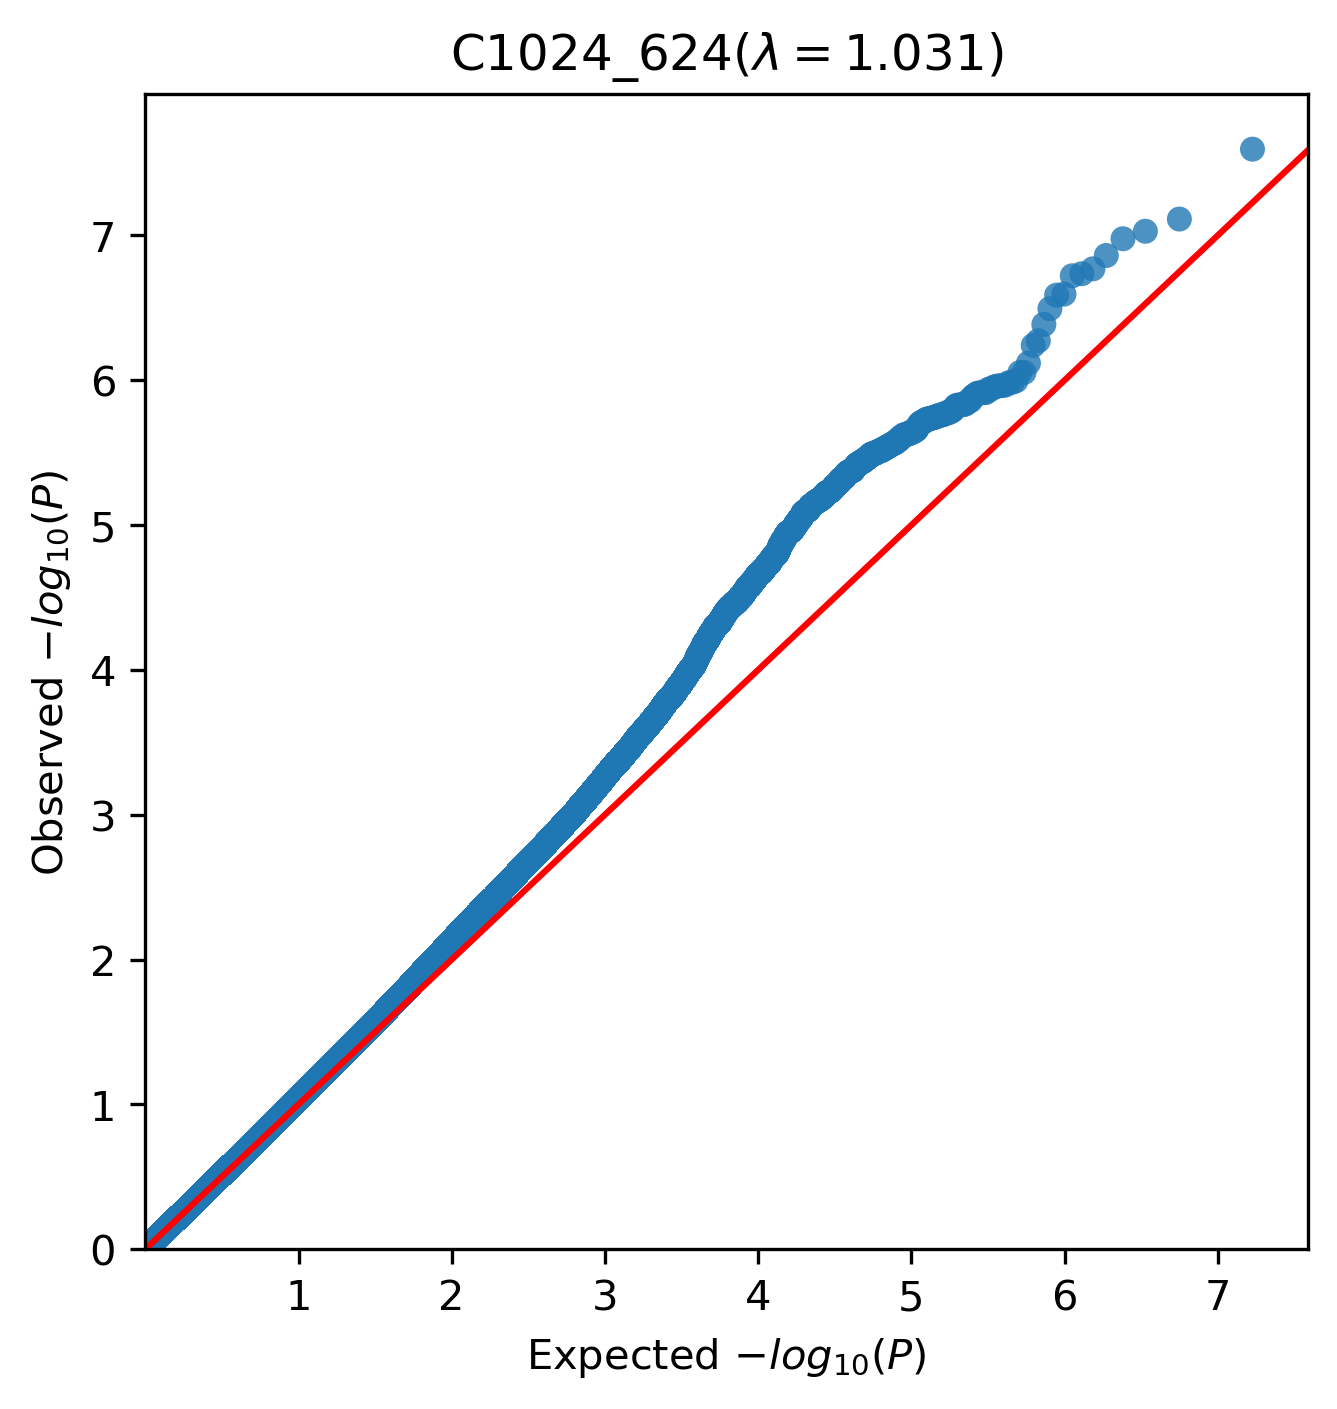 C1024_624(λ = 1.031)
Observed −log₁₀(P)
7
6
5
4
3
2
1
0
1 2 3 4 5 6 7
Expected −log₁₀(P)